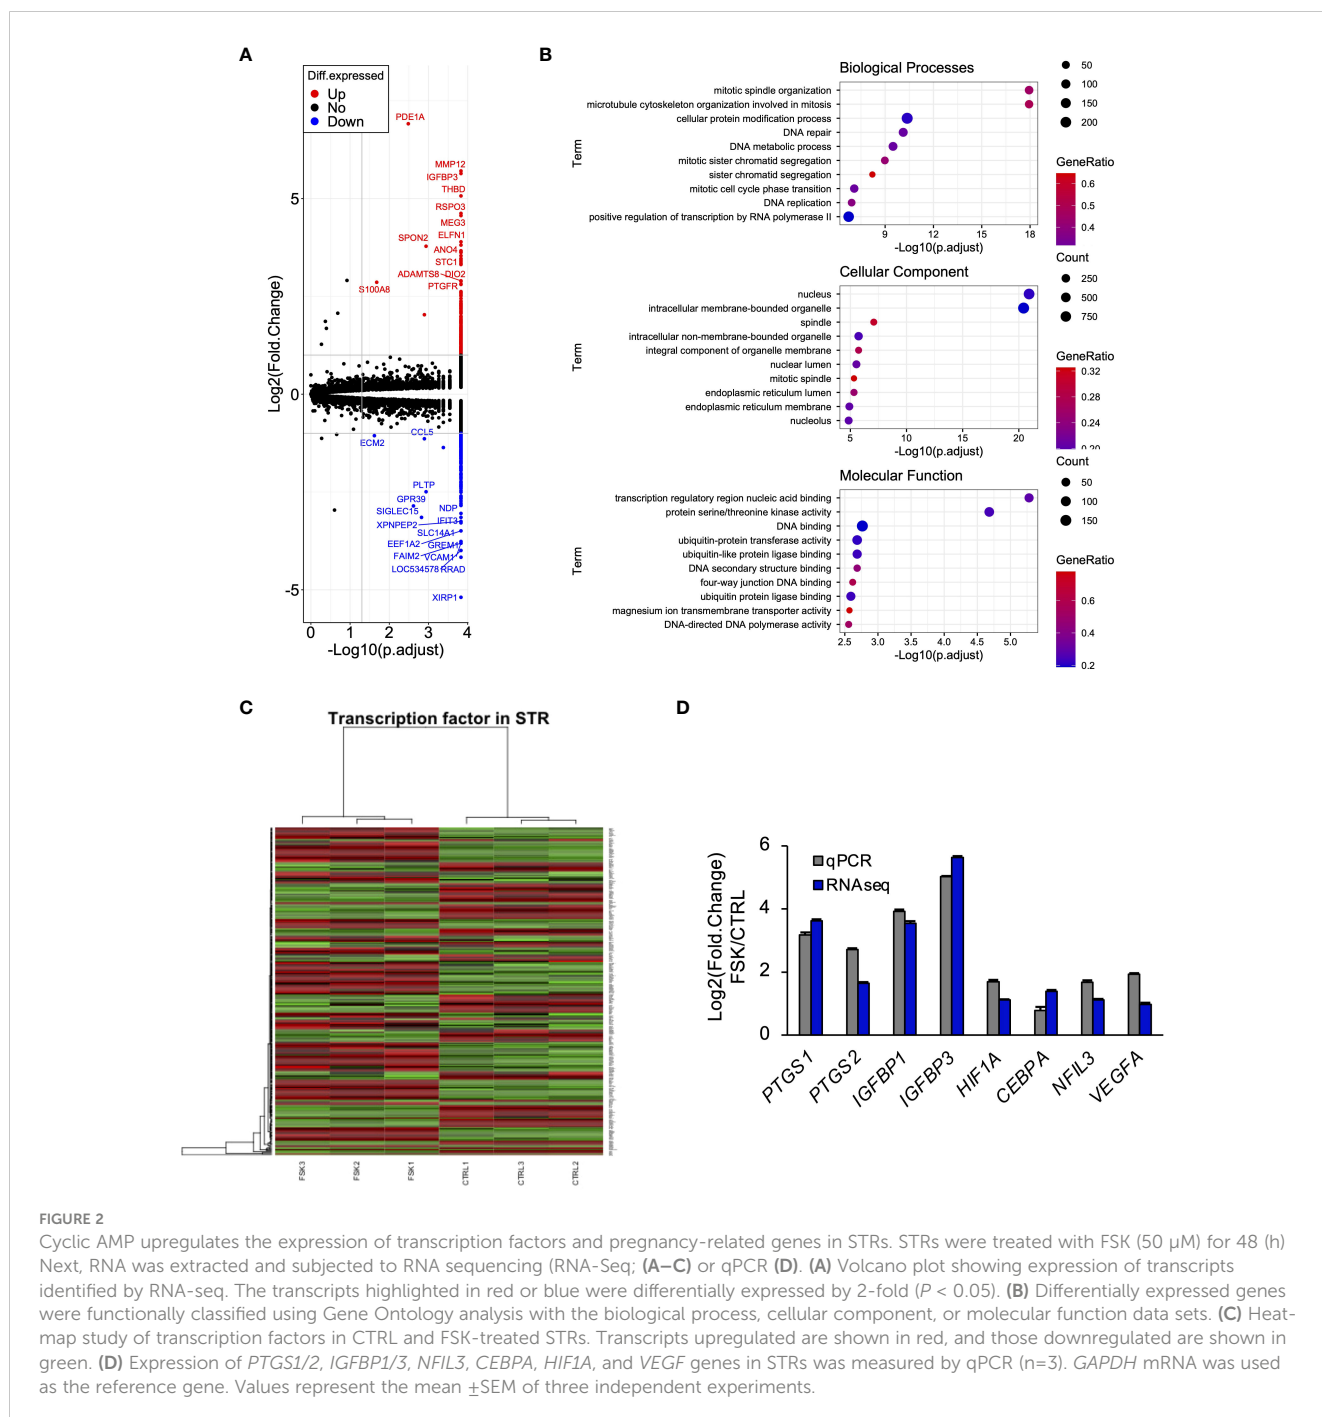 A
Diff.expressed
Up
No
Down
PDE1A
MMP12
IGFBP3
THBD
RSPO3
MEG3
ELFN1
SPON2
ANO4
STC1
ADAMTS8 DIO2
PTGFR
S100A8
CCL5
ECM2
PLTP
GPR39
NDP
SIGLEC15
IFIT3
XPNPEP2
SLC14A1
EEF1A2
GREM1
FAIM2
VCAM1
LOC534578 RRAD
XIRP1
5
0
-5
Log2(Fold.Change)
0 1 2 3 4
-Log10(p.adjust)
B
Biological Processes
Term
mitotic spindle organization
microtubule cytoskeleton organization involved in mitosis
cellular protein modification process
DNA repair
DNA metabolic process
mitotic sister chromatid segregation
sister chromatid segregation
mitotic cell cycle phase transition
DNA replication
positive regulation of transcription by RNA polymerase II
9 12 15 18
-Log10(p.adjust)
50
100
150
200
GeneRatio
0.6
0.5
0.4
Cellular Component
Term
nucleus
intracellular membrane-bounded organelle
spindle
intracellular non-membrane-bounded organelle
integral component of organelle membrane
nuclear lumen
mitotic spindle
endoplasmic reticulum lumen
endoplasmic reticulum membrane
nucleolus
5 10 15 20
-Log10(p.adjust)
Count
250
500
750
GeneRatio
0.32
0.28
0.24
0.20
Molecular Function
Term
transcription regulatory region nucleic acid binding
protein serine/threonine kinase activity
DNA binding
ubiquitin-protein transferase activity
ubiquitin-like protein ligase binding
DNA secondary structure binding
four-way junction DNA binding
ubiquitin protein ligase binding
magnesium ion transmembrane transporter activity
DNA-directed DNA polymerase activity
2.5 3.0 3.5 4.0 4.5 5.0
-Log10(p.adjust)
Count
50
100
150
GeneRatio
0.6
0.4
0.2
C
Transcription factor in STR
FSK3 FSK2 FSK1 CTRL1 CTRL3 CTRL2
D
Log2(Fold.Change)
FSK/CTRL
6
4
2
0
qPCR
RNAseq
PTGS1 PTGS2 IGFBP1 IGFBP3 HIF1A CEBPA NFIL3 VEGFA
FIGURE 2
Cyclic AMP upregulates the expression of transcription factors and pregnancy-related genes in STRs. STRs were treated with FSK (50 µM) for 48 (h)
Next, RNA was extracted and subjected to RNA sequencing (RNA-Seq; (A–C) or qPCR (D). (A) Volcano plot showing expression of transcripts
identified by RNA-seq. The transcripts highlighted in red or blue were differentially expressed by 2-fold (P < 0.05). (B) Differentially expressed genes
were functionally classified using Gene Ontology analysis with the biological process, cellular component, or molecular function data sets. (C) Heat-
map study of transcription factors in CTRL and FSK-treated STRs. Transcripts upregulated are shown in red, and those downregulated are shown in
green. (D) Expression of PTGS1/2, IGFBP1/3, NFIL3, CEBPA, HIF1A, and VEGF genes in STRs was measured by qPCR (n=3). GAPDH mRNA was used
as the reference gene. Values represent the mean ±SEM of three independent experiments.